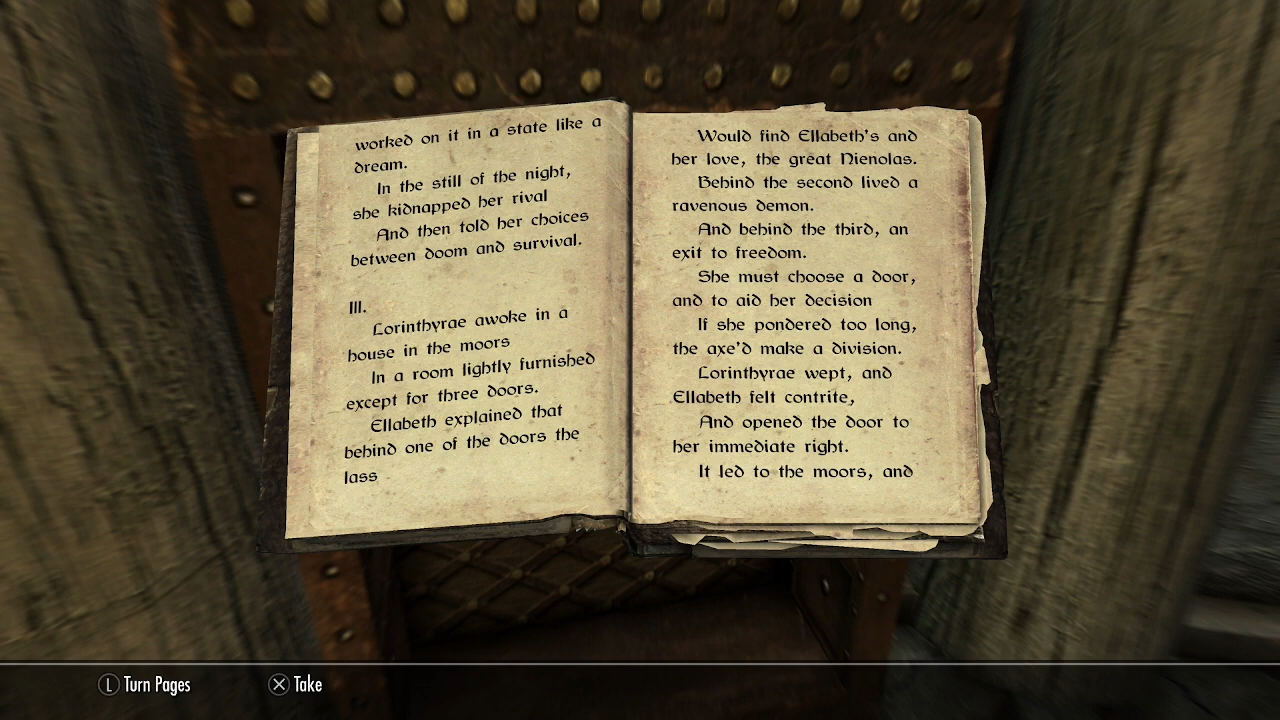 worked on it in a state like a
dream.
In the still of the night,
she kidnapped her rival
And then told her choices
between doom and survival.
III.
Lorinthyrae awoke in a
house in the moors
In a room lightly furnished
except for three doors.
Ellabeth explained that
behind one of the doors the
lass
Would find Ellabeth's and
her love, the great Nienolas.
Behind the second lived a
ravenous demon.
And behind the third, an
exit to freedom.
She must choose a door,
and to aid her decision
If she pondered too long,
the axe'd make a division.
Lorinthyrae wept, and
Ellabeth felt contrite,
And opened the door to
her immediate right.
It led to the moors, and
L Turn Pages
X Take